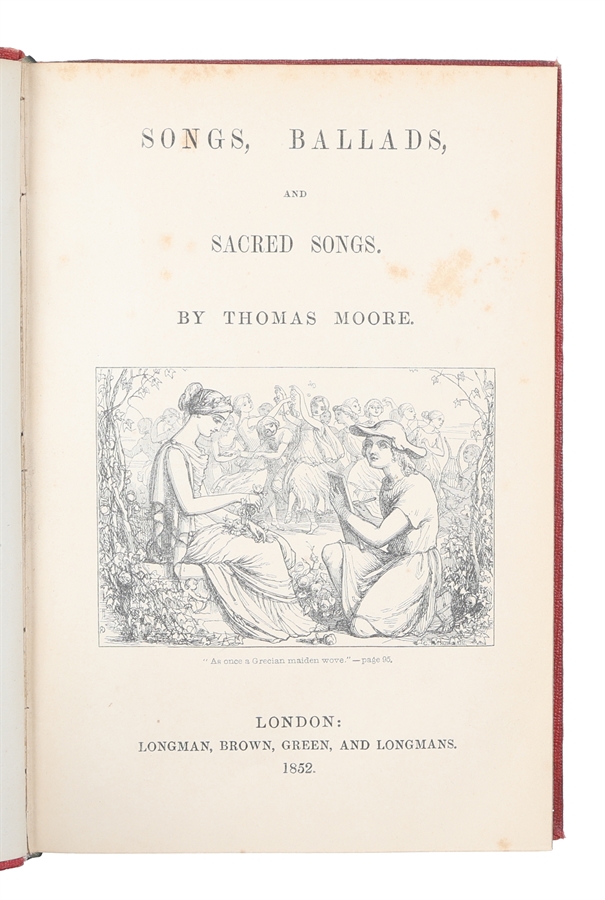 SONGS, BALLADS,
AND
SACRED SONGS.
BY THOMAS MOORE.
"As once a Grecian maiden wove."—page 96.
LONDON:
LONGMAN, BROWN, GREEN, AND LONGMANS.
1852.